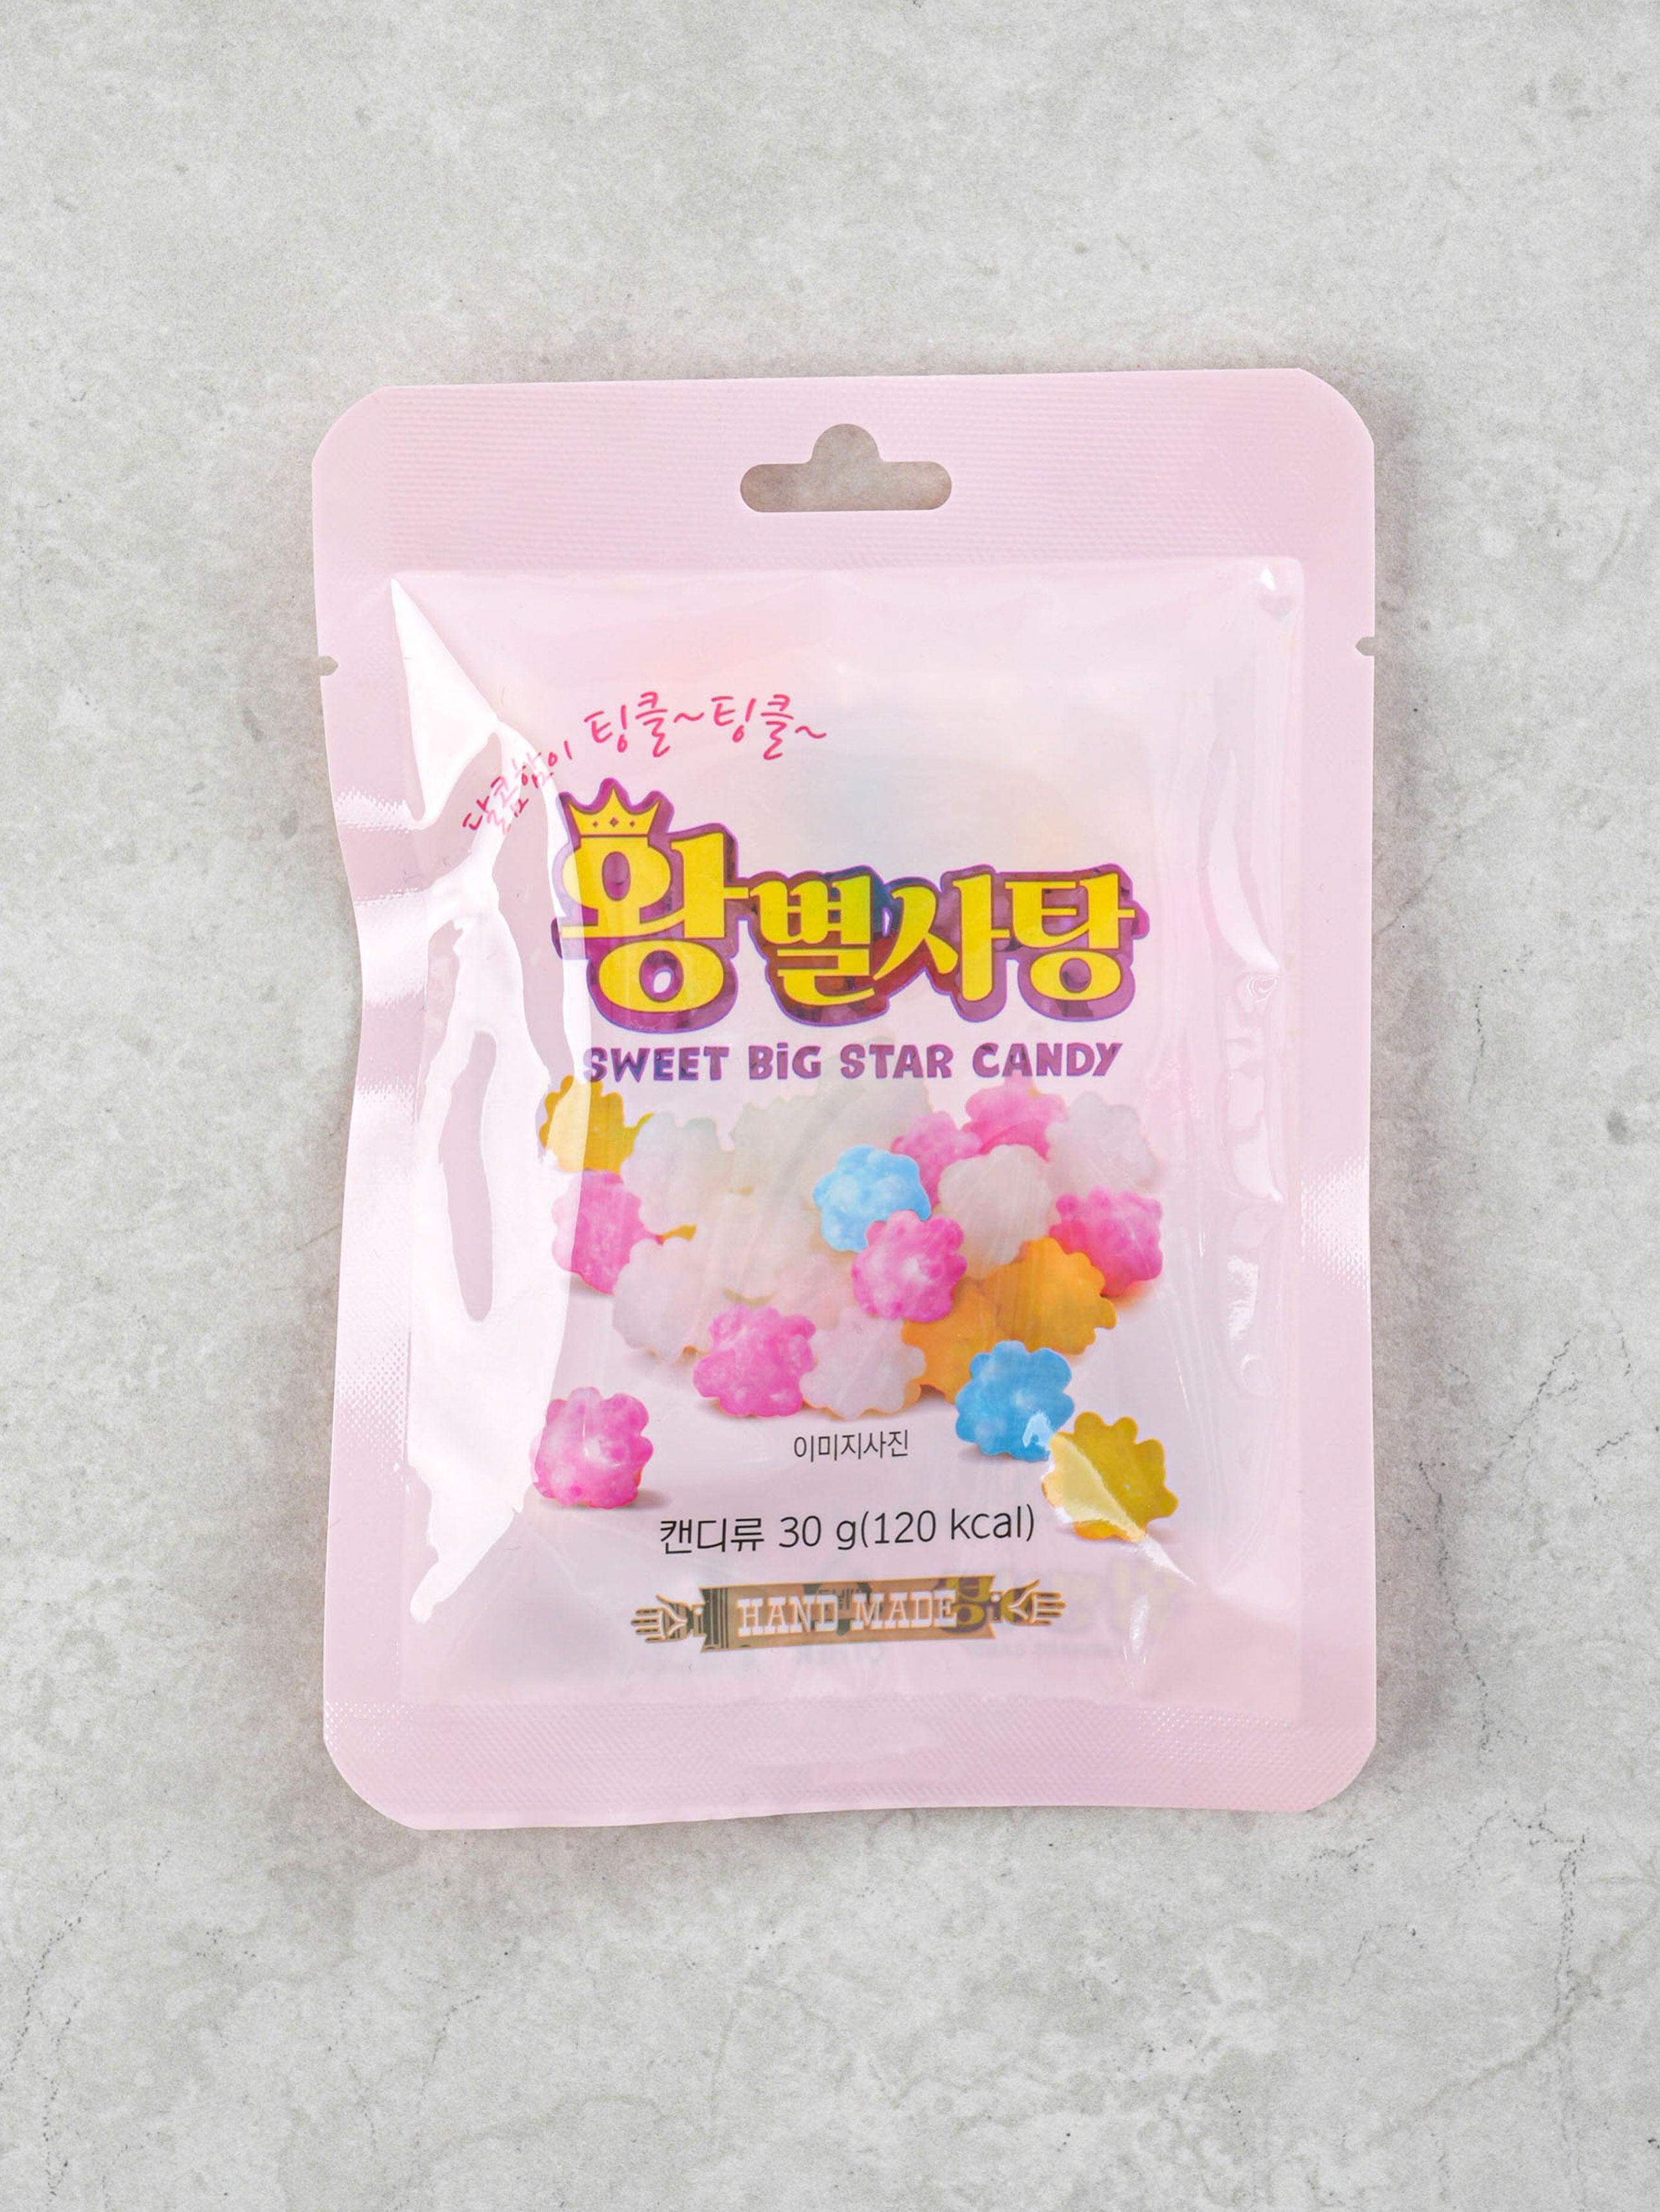 달콤함이 팅클~팅클~
황별사탕
SWEET BiG STAR CANDY
이미지사진
캔디류 30 g(120 kcal)
HAND MADE